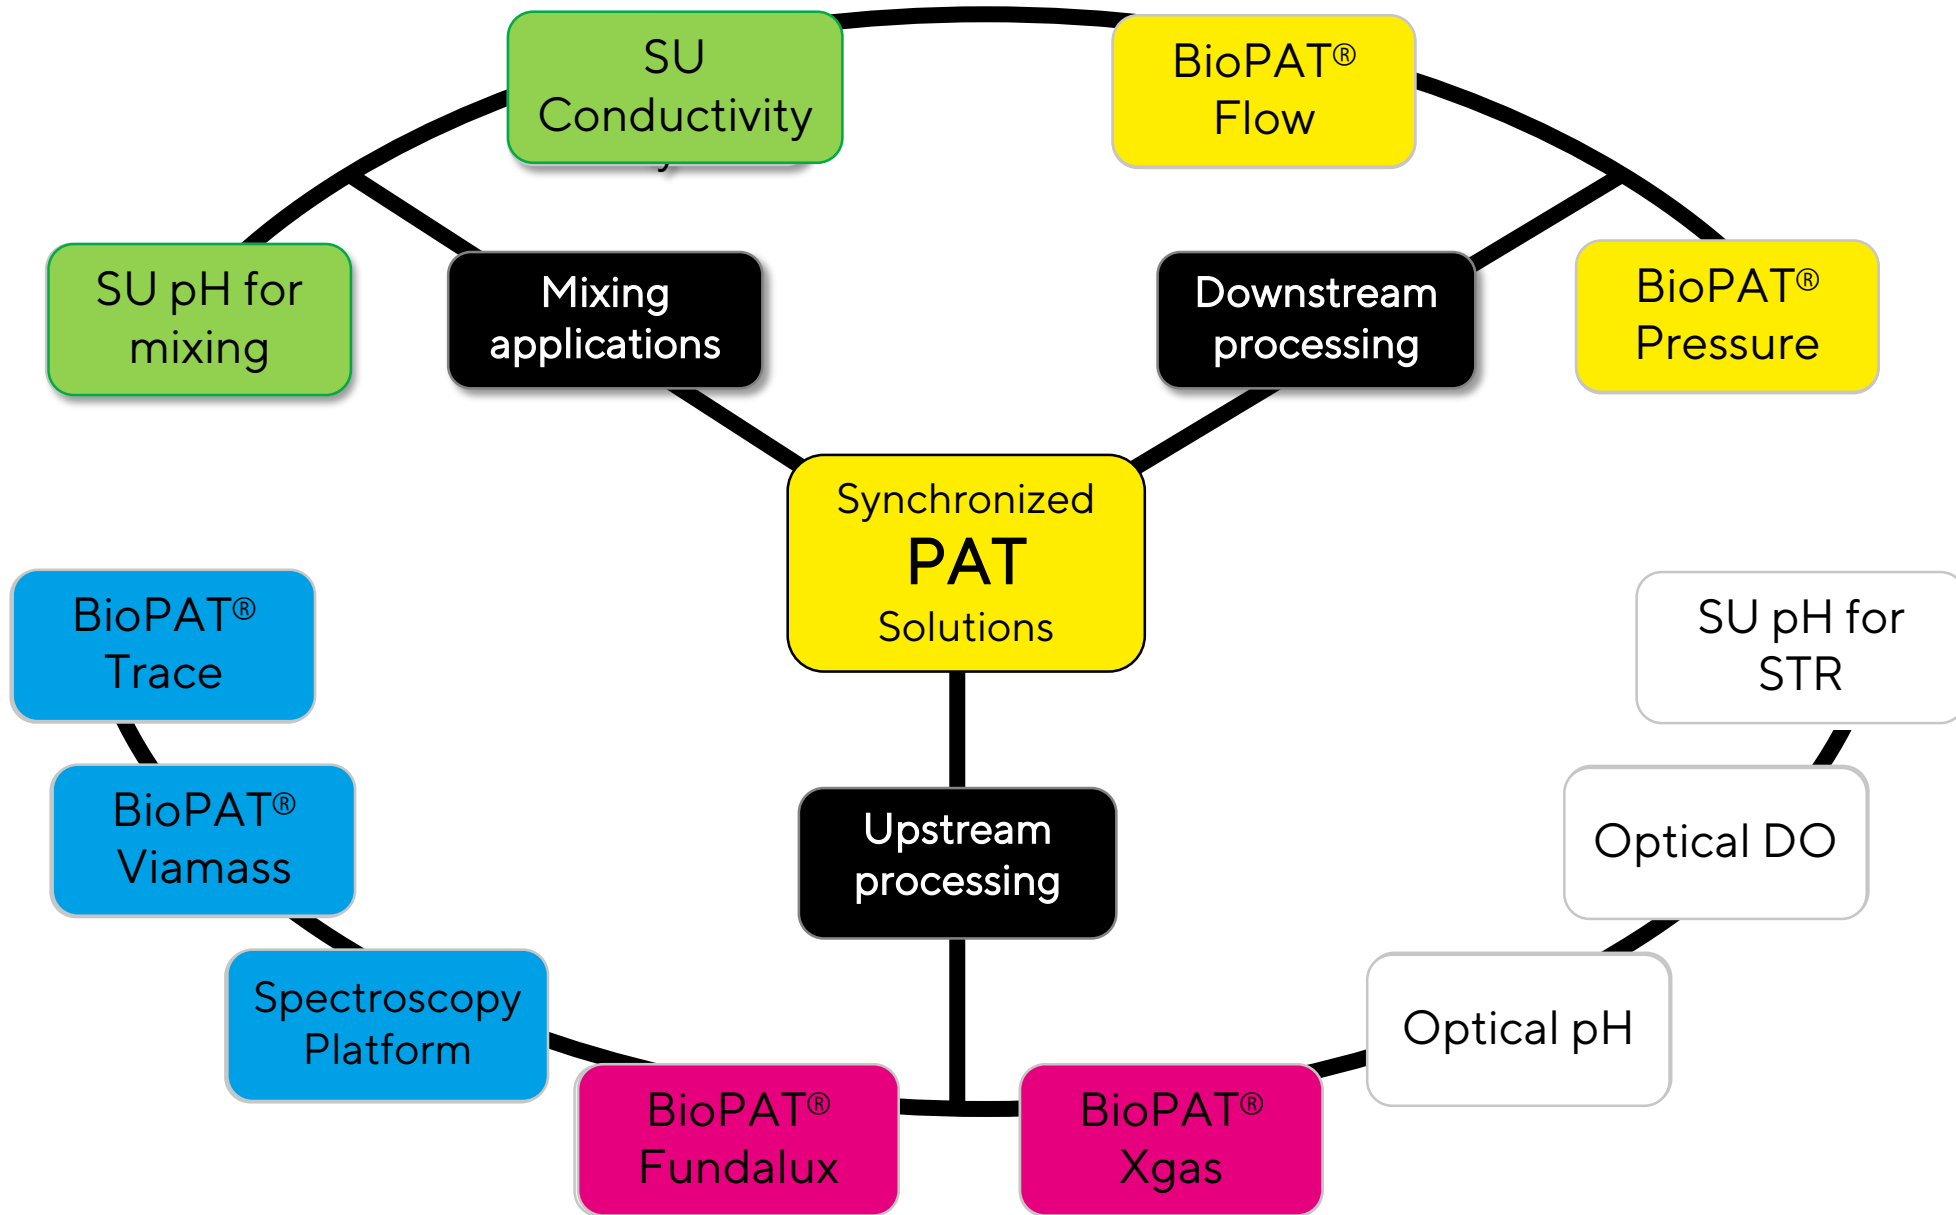 SU
Conductivity
BioPAT®
Flow
SU pH for
mixing
Mixing
applications
Downstream
processing
BioPAT®
Pressure
Synchronized
PAT
Solutions
BioPAT®
Trace
SU pH for
STR
BioPAT®
Viamass
Upstream
processing
Optical DO
Spectroscopy
Platform
Optical pH
BioPAT®
Fundalux
BioPAT®
Xgas